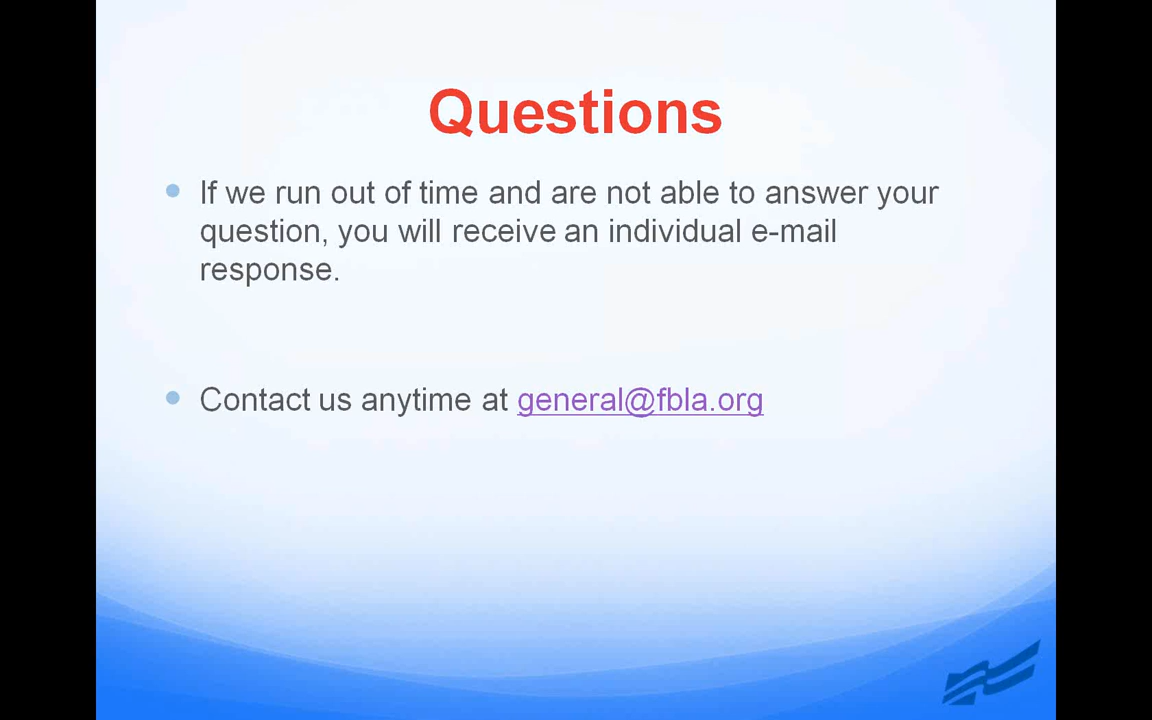 Questions
If we run out of time and are not able to answer your
question, you will receive an individual e-mail
response.
Contact us anytime at general@fbla.org